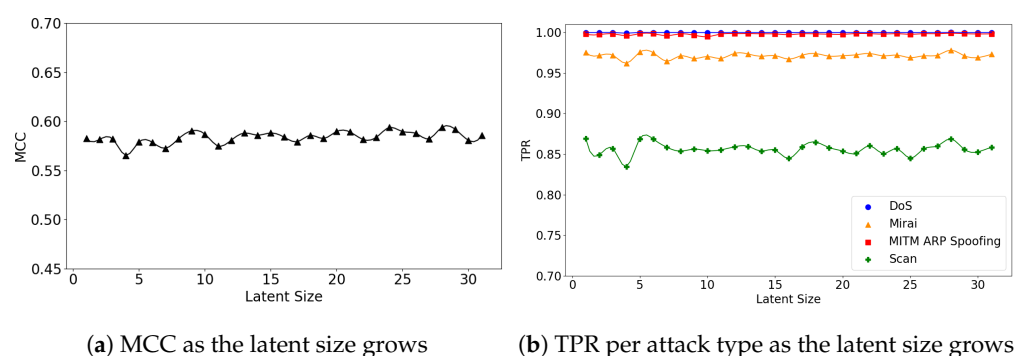 0.70
0.65
0.60
0.55
0.50
0.45
MCC
0 5 10 15 20 25 30
Latent Size
(a) MCC as the latent size grows
1.00
0.95
0.90
0.85
0.80
0.75
0.70
TPR
DoS
Mirai
MITM ARP Spoofing
Scan
0 5 10 15 20 25 30
Latent Size
(b) TPR per attack type as the latent size grows